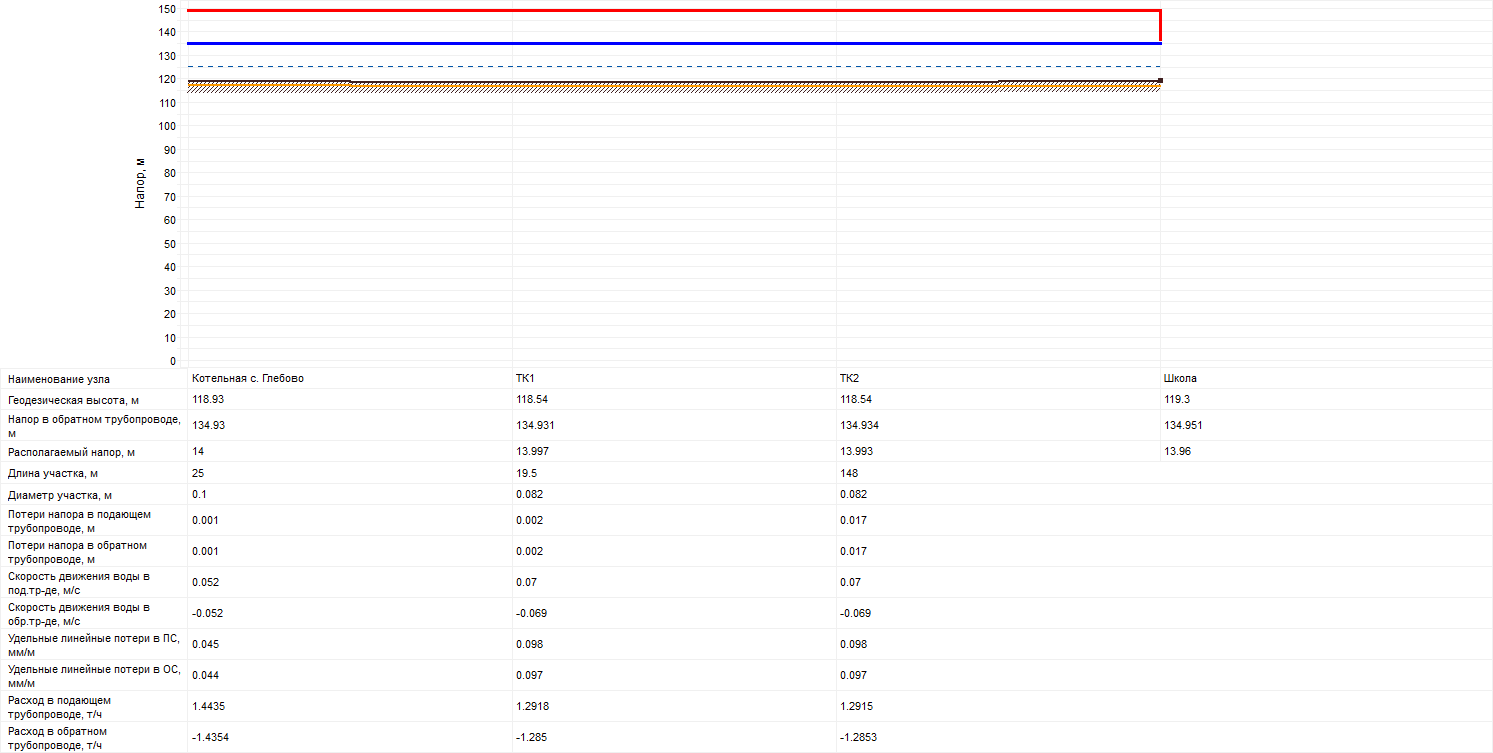 150
140
130
120
110
100
90
80
70
60
50
40
30
20
10
0
Напор, м
Наименование узла Котельная с. Глебово ТК1 ТК2 Школа
Геодезическая высота, м 118.93 118.54 118.54 119.3
Напор в обратном трубопроводе,
м 134.93 134.931 134.934 134.951
Располагаемый напор, м 14 13.997 13.993 13.96
Длина участка, м 25 19.5 148
Диаметр участка, м 0.1 0.082 0.082
Потери напора в подающем
трубопроводе, м 0.001 0.002 0.017
Потери напора в обратном
трубопроводе, м 0.001 0.002 0.017
Скорость движения воды в
под.тр-де, м/с 0.052 0.07 0.07
Скорость движения воды в
обр.тр-де, м/с -0.052 -0.069 -0.069
Удельные линейные потери в ПС,
мм/м 0.045 0.098 0.098
Удельные линейные потери в ОС,
мм/м 0.044 0.097 0.097
Расход в подающем
трубопроводе, т/ч 1.4435 1.2918 1.2915
Расход в обратном
трубопроводе, т/ч -1.4354 -1.285 -1.2853